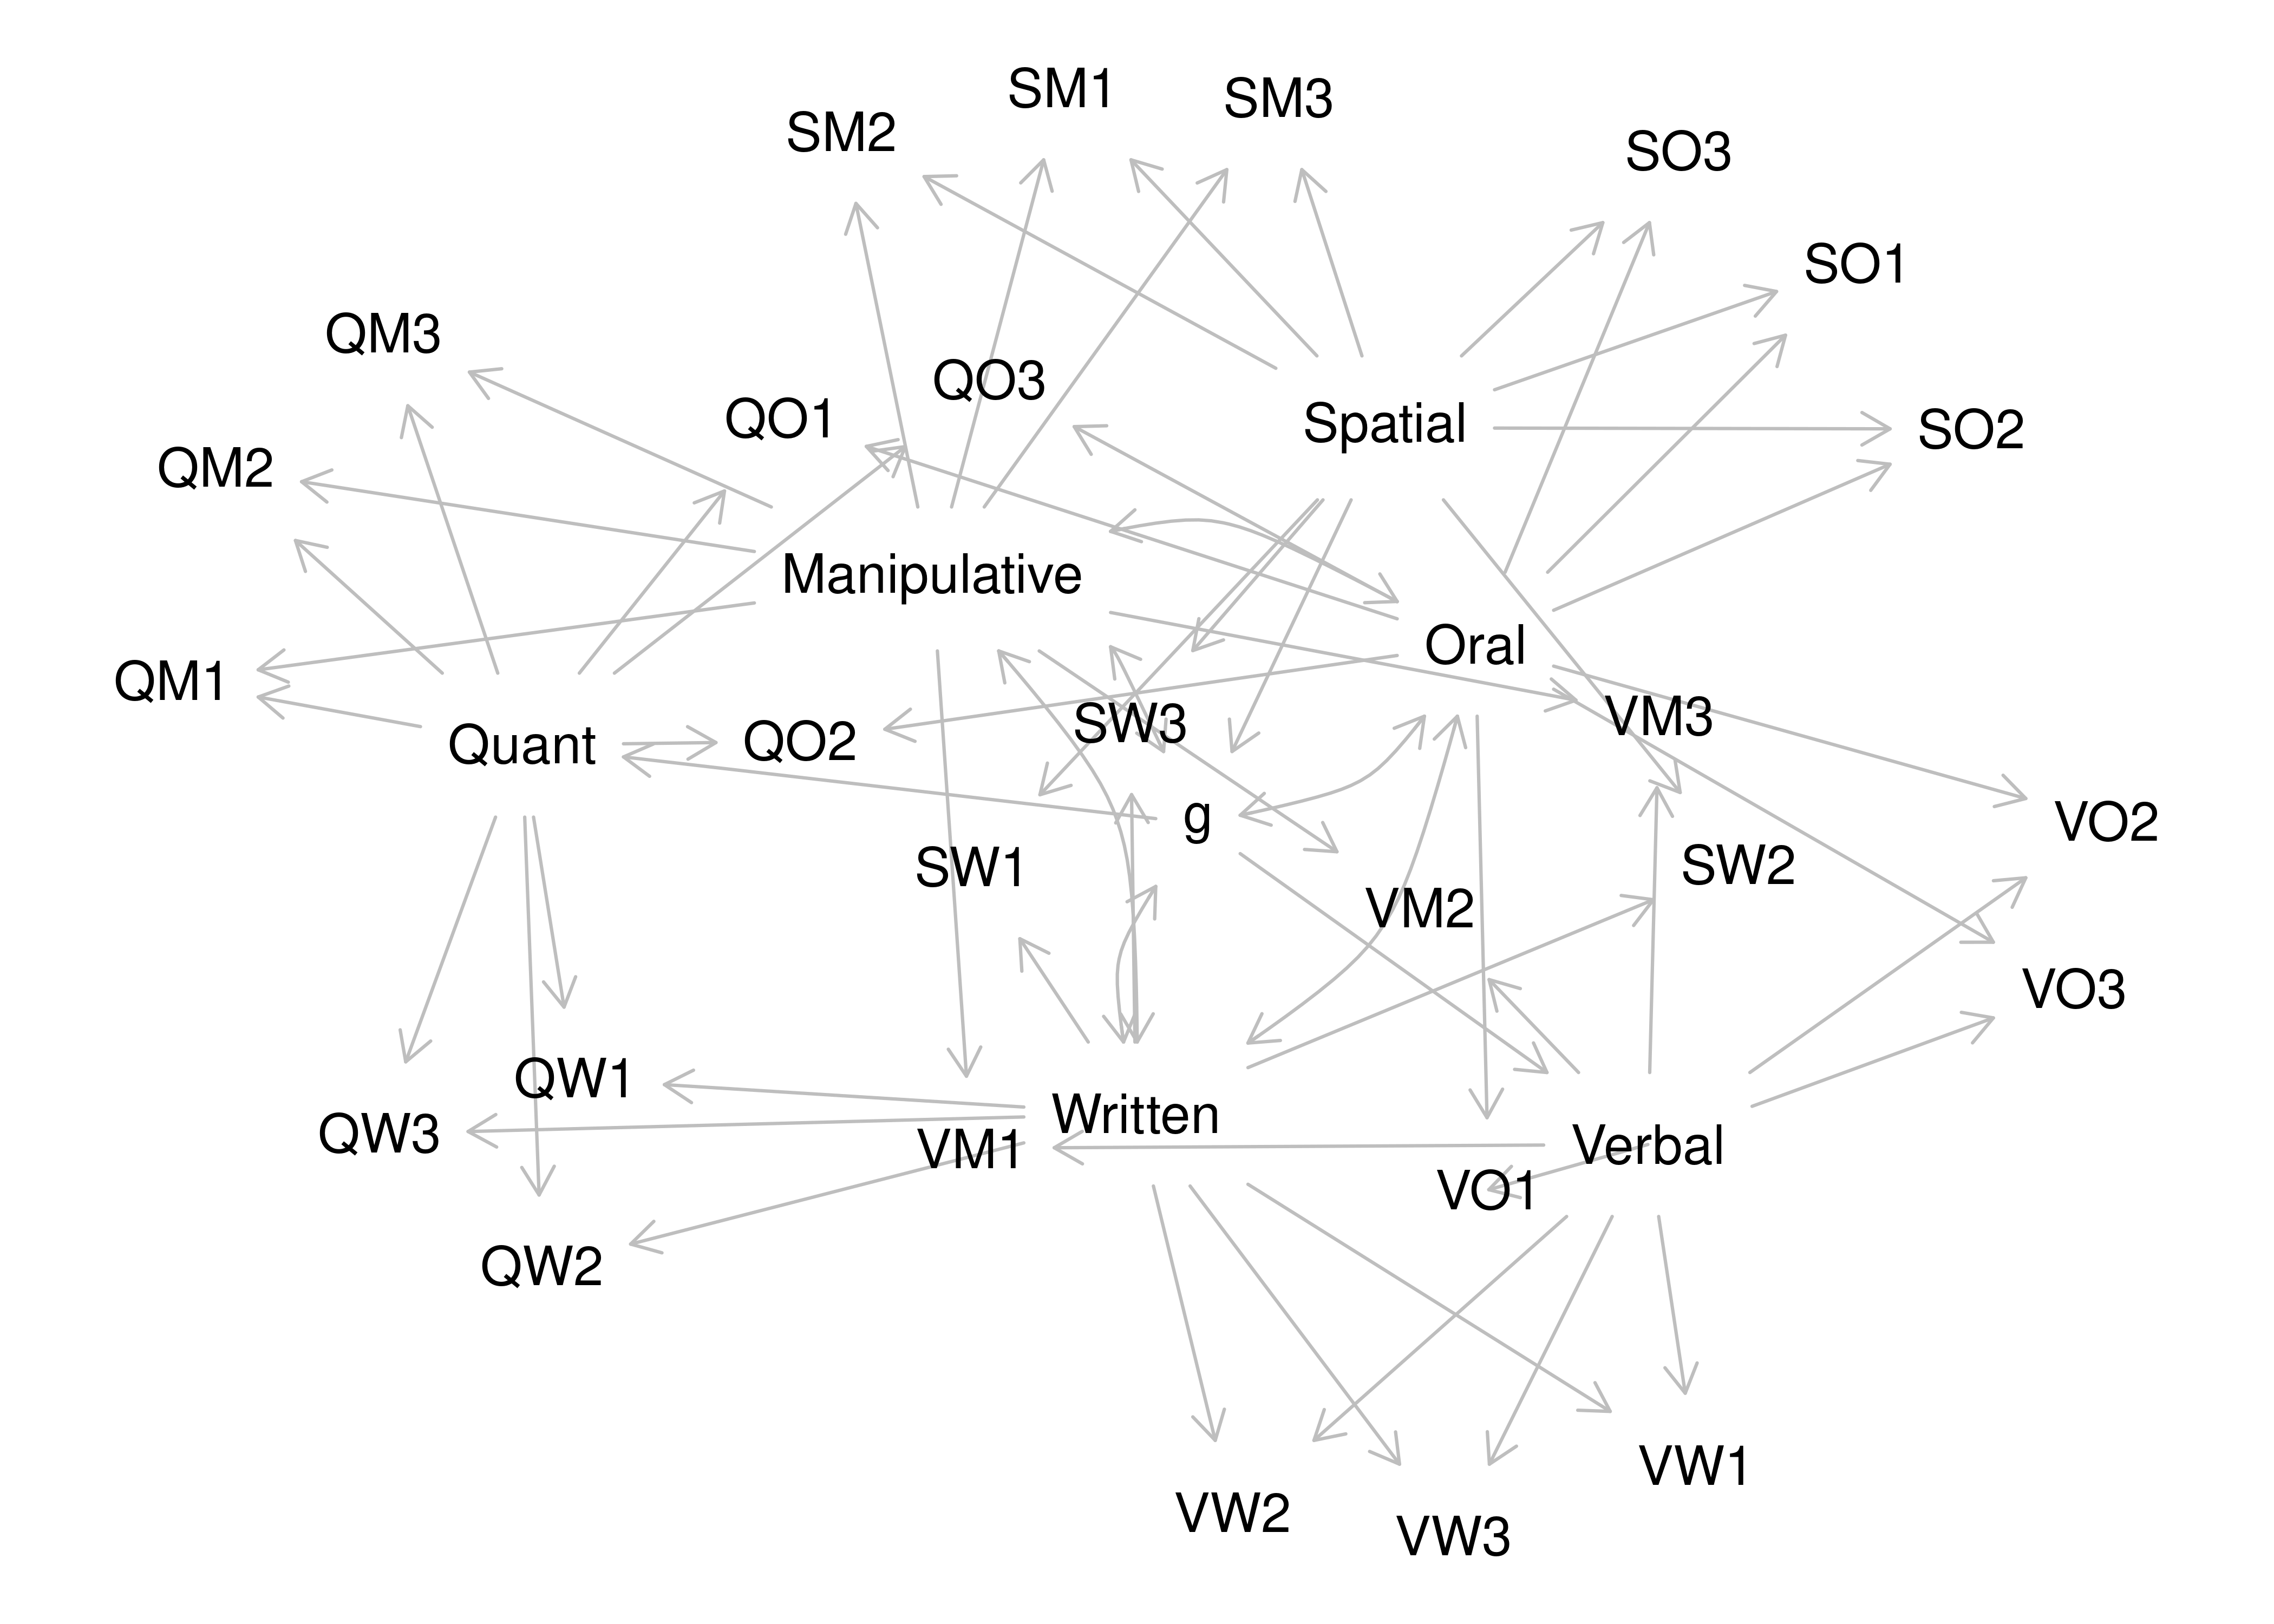 SM1
SM3
SM2
SO3
SO1
QM3
QO3
QO1
Spatial
SO2
QM2
Manipulative
Oral
QM1
SW3
VM3
Quant
QO2
g
VO2
SW1
SW2
VM2
VO3
QW1
Written
QW3
VM1
Verbal
VO1
QW2
VW1
VW2
VW3